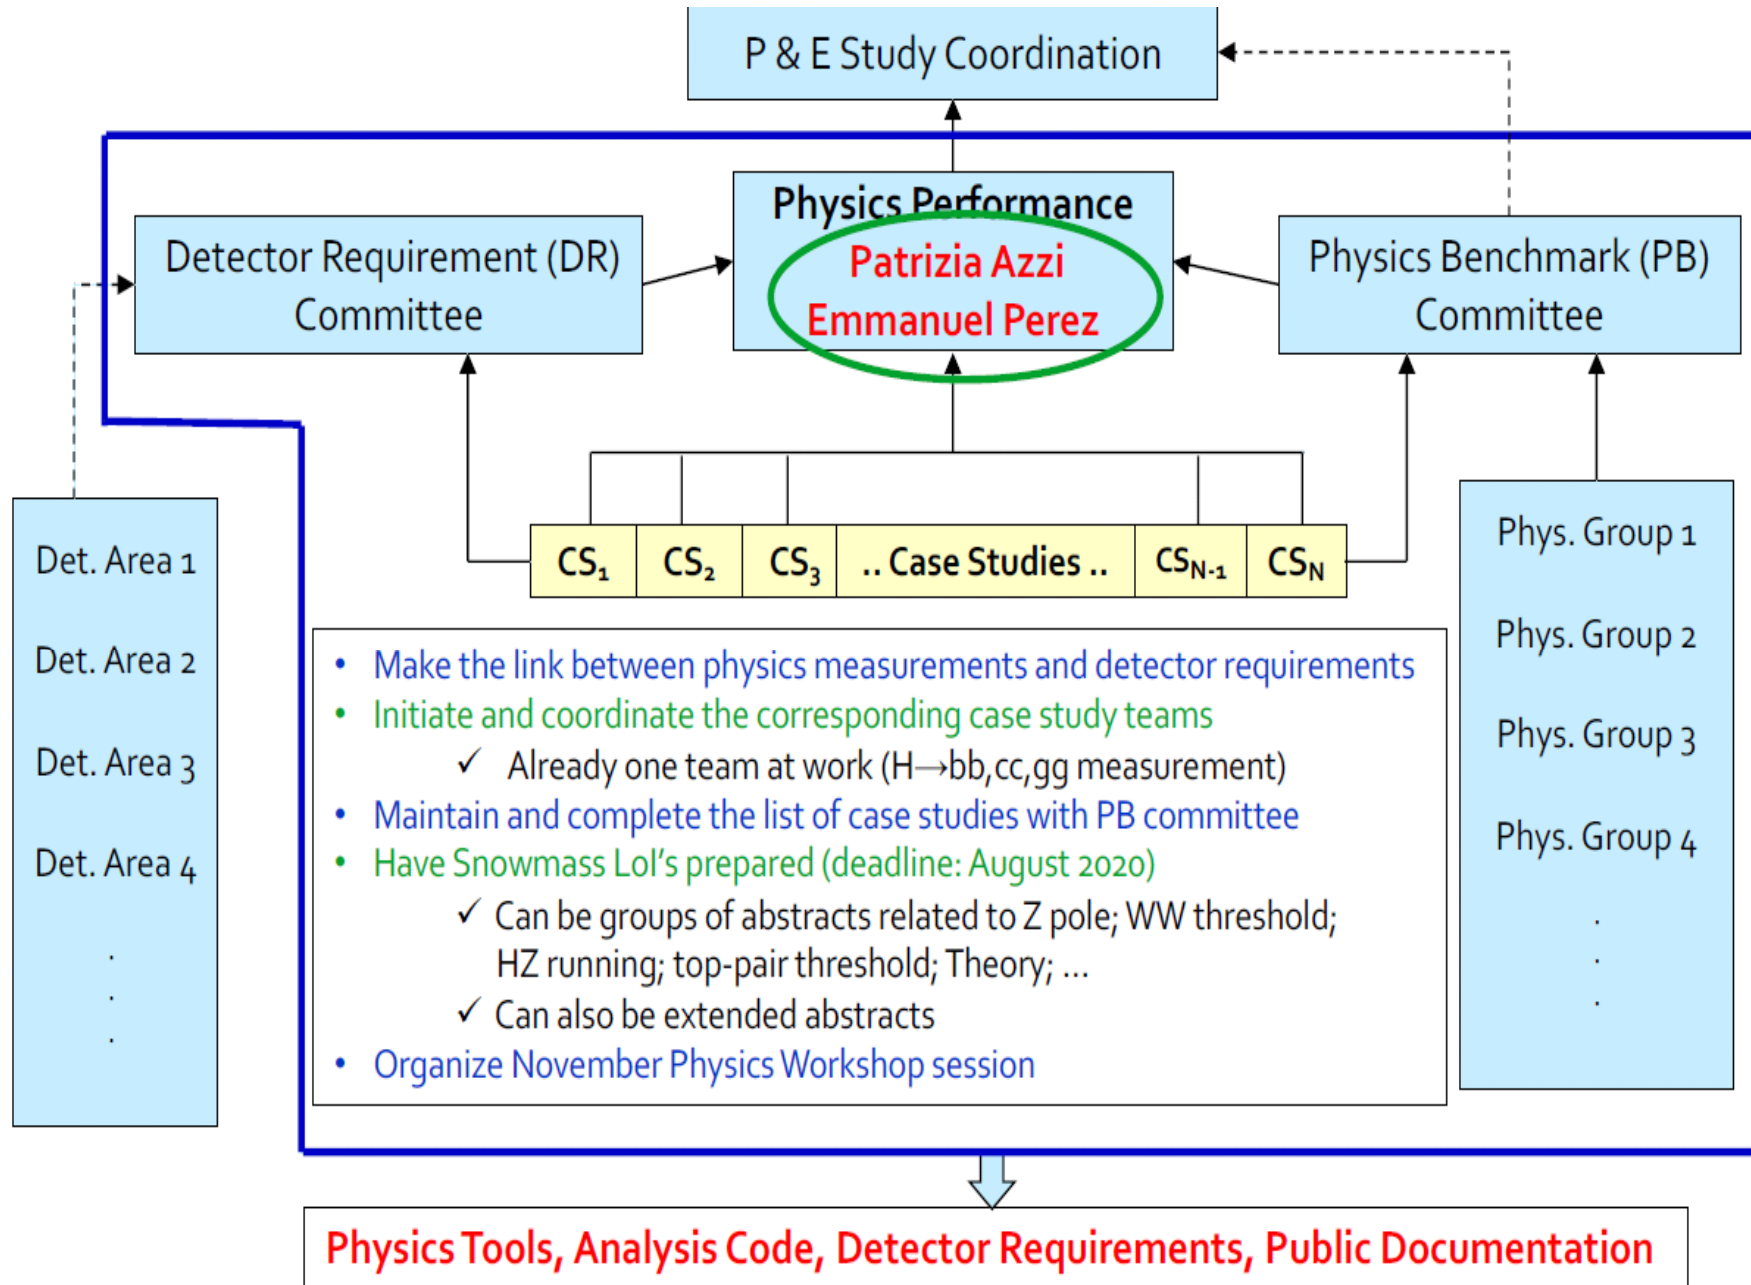 P & E Study Coordination
Physics Performance
Patrizia Azzi
Emmanuel Perez
Detector Requirement (DR)
Committee
Physics Benchmark (PB)
Committee
Det. Area 1
Det. Area 2
Det. Area 3
Det. Area 4
.
.
.
CS₁ CS₂ CS₃ .. Case Studies .. CS_N-1 CS_N
Phys. Group 1
Phys. Group 2
Phys. Group 3
Phys. Group 4
.
.
.
• Make the link between physics measurements and detector requirements
• Initiate and coordinate the corresponding case study teams
✓ Already one team at work (H→bb,cc,gg measurement)
• Maintain and complete the list of case studies with PB committee
• Have Snowmass LoI's prepared (deadline: August 2020)
✓ Can be groups of abstracts related to Z pole; WW threshold;
HZ running; top-pair threshold; Theory; ...
✓ Can also be extended abstracts
• Organize November Physics Workshop session
Physics Tools, Analysis Code, Detector Requirements, Public Documentation